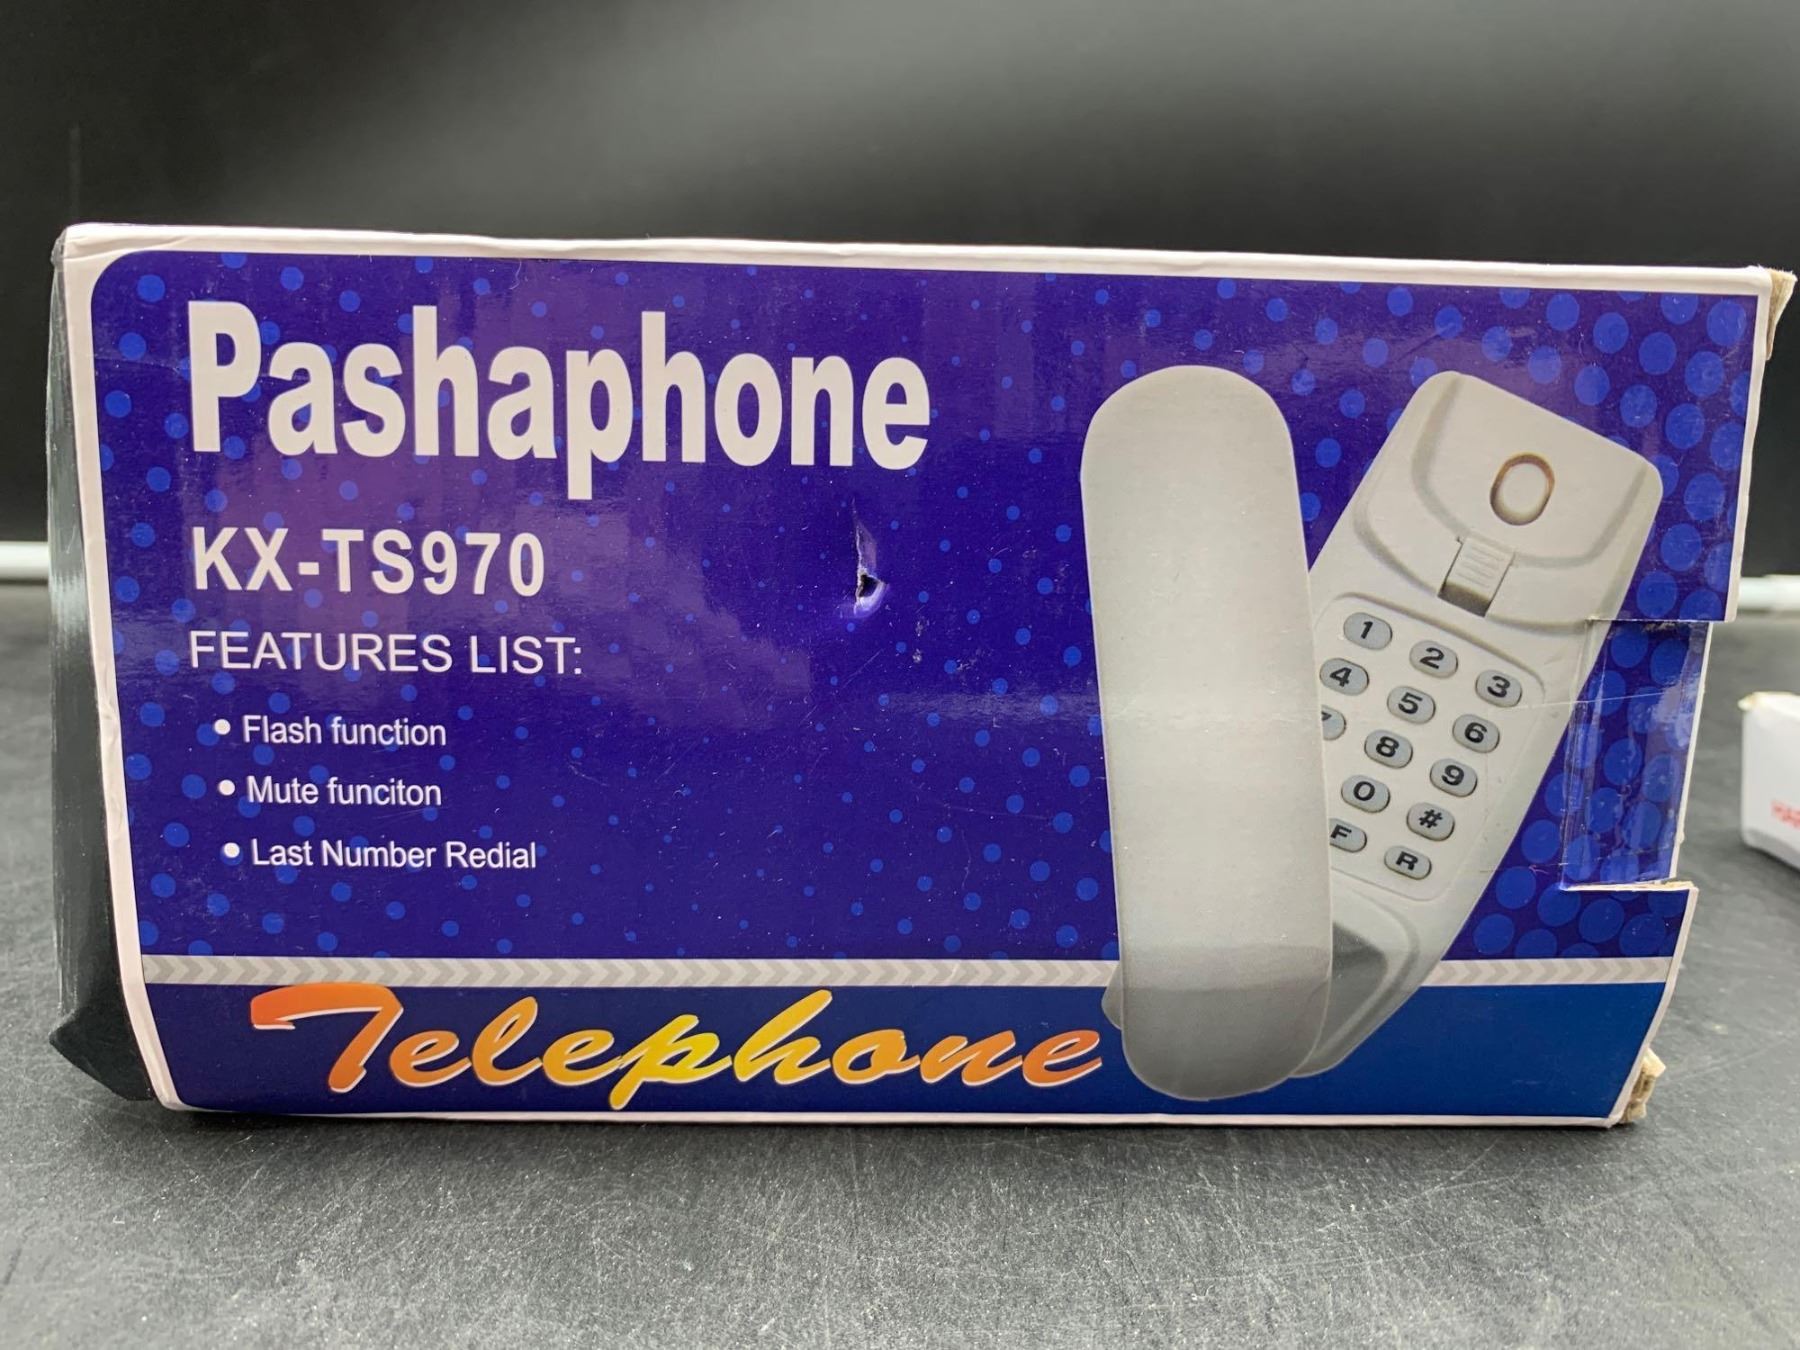 Pashaphone
KX-TS970
FEATURES LIST:
• Flash function
• Mute funciton
• Last Number Redial
Telephone
1 2 3
4 5 6
7 8 9
0 #
F R